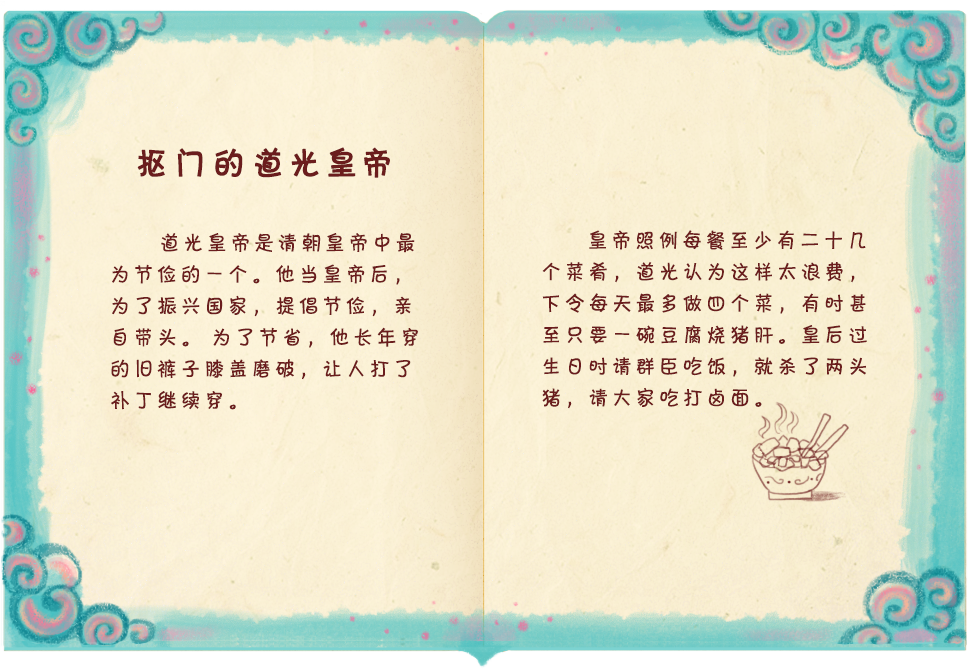 抠门的道光皇帝
道光皇帝是清朝皇帝中最
为节俭的一个。他当皇帝后，
为了振兴国家，提倡节俭，亲
自带头。 为了节省，他长年穿
的旧裤子膝盖磨破，让人打了
补丁继续穿。
皇帝照例每餐至少有二十几
个菜肴，道光认为这样太浪费，
下令每天最多做四个菜，有时甚
至只要一碗豆腐烧猪肝。皇后过
生日时请群臣吃饭，就杀了两头
猪，请大家吃打卤面。